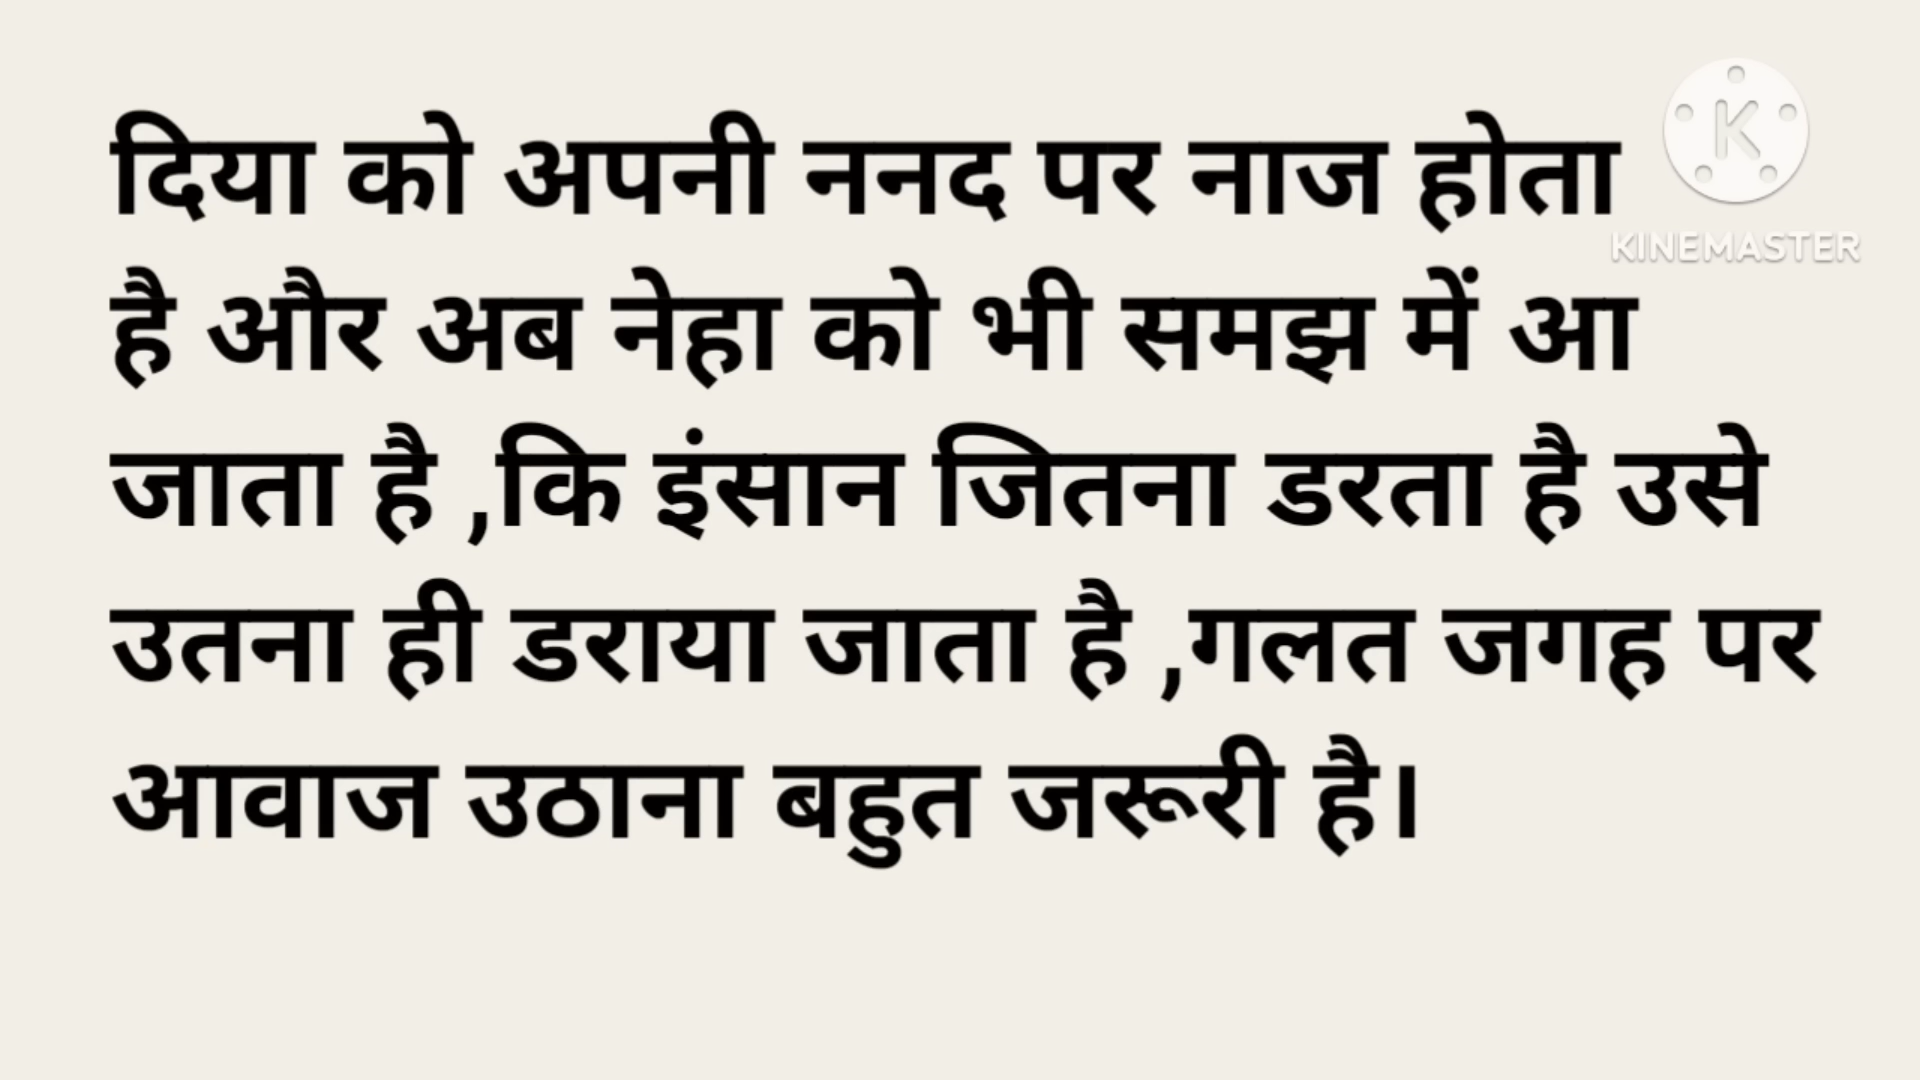 दिया को अपनी ननद पर नाज होता
है और अब नेहा को भी समझ में आ
जाता है ,कि इंसान जितना डरता है उसे
उतना ही डराया जाता है ,गलत जगह पर
आवाज उठाना बहुत जरूरी है।
K
KINEMASTER